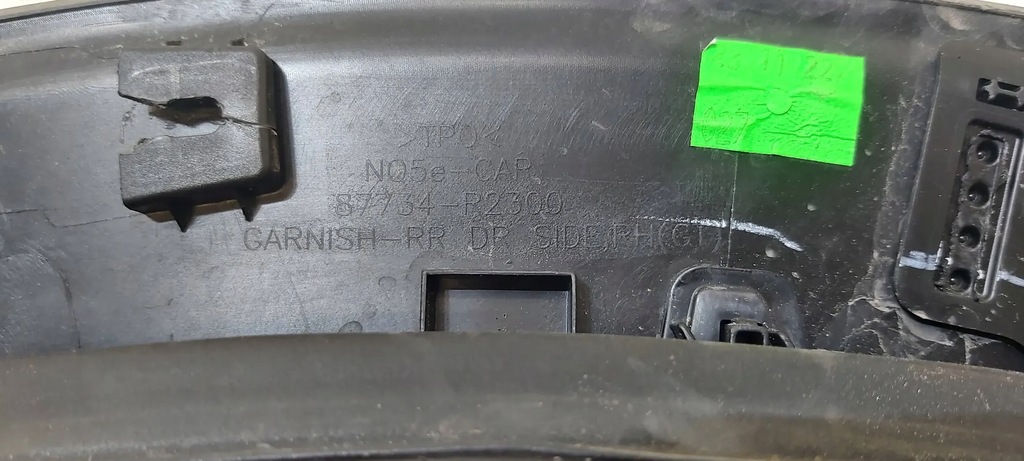 >TPO<
NQ5e-CAR
87734-R2300
GARNISH-RR DR SIDE,RH(GT)